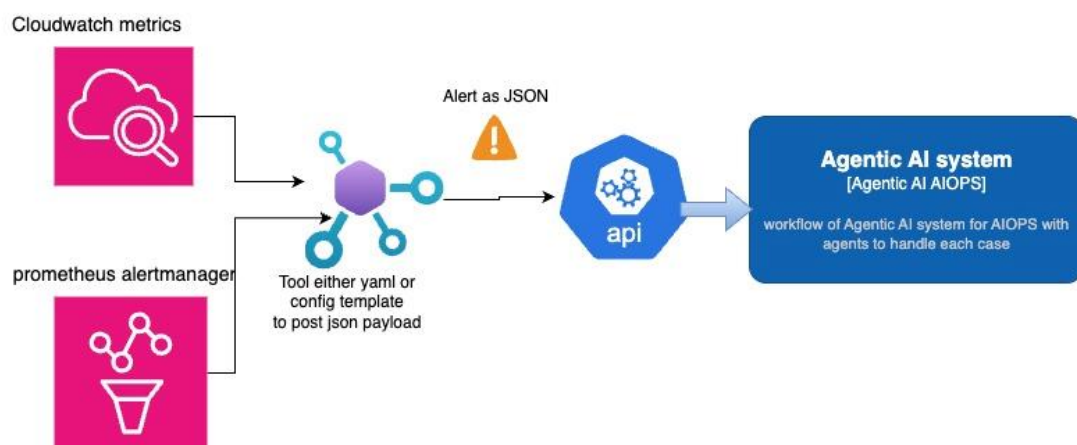 Cloudwatch metrics
prometheus alertmanager
Tool either yaml or
config template
to post json payload
Alert as JSON
api
Agentic AI system
[Agentic AI AIOPS]
workflow of Agentic AI system for AIOPS with
agents to handle each case